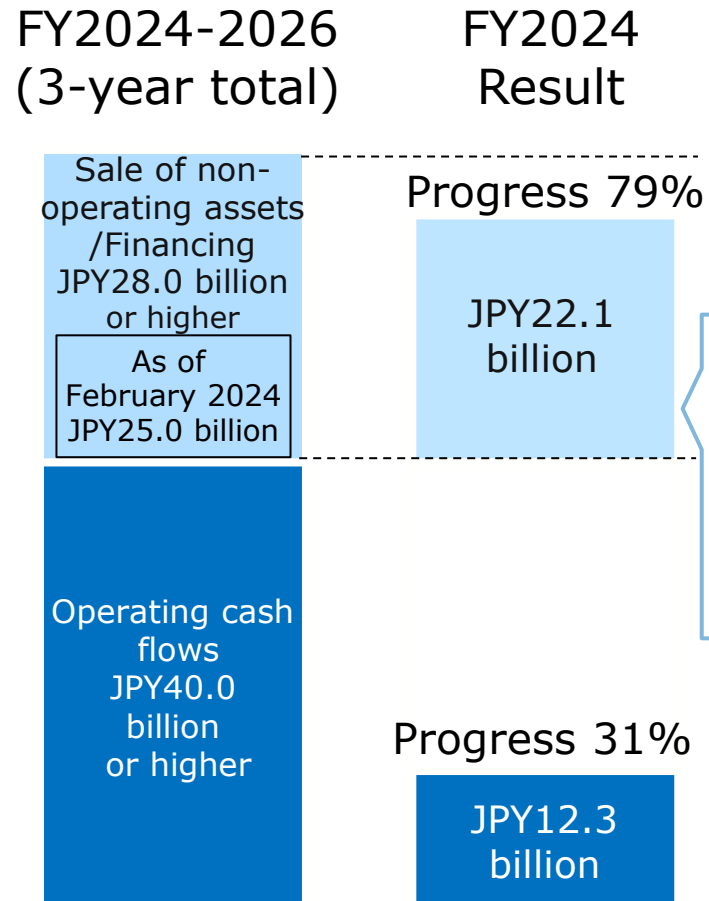 FY2024-2026
(3-year total)
FY2024
Result
Sale of non-
operating assets
/Financing
JPY28.0 billion
or higher
As of
February 2024
JPY25.0 billion
Progress 79%
JPY22.1
billion
Operating cash
flows
JPY40.0
billion
or higher
Progress 31%
JPY12.3
billion